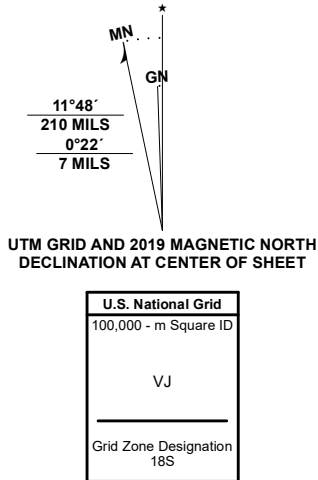 ★
MN
GN
11°48´
210 MILS
0°22´
7 MILS
UTM GRID AND 2019 MAGNETIC NORTH
DECLINATION AT CENTER OF SHEET
U.S. National Grid
100,000 - m Square ID
VJ
Grid Zone Designation
18S